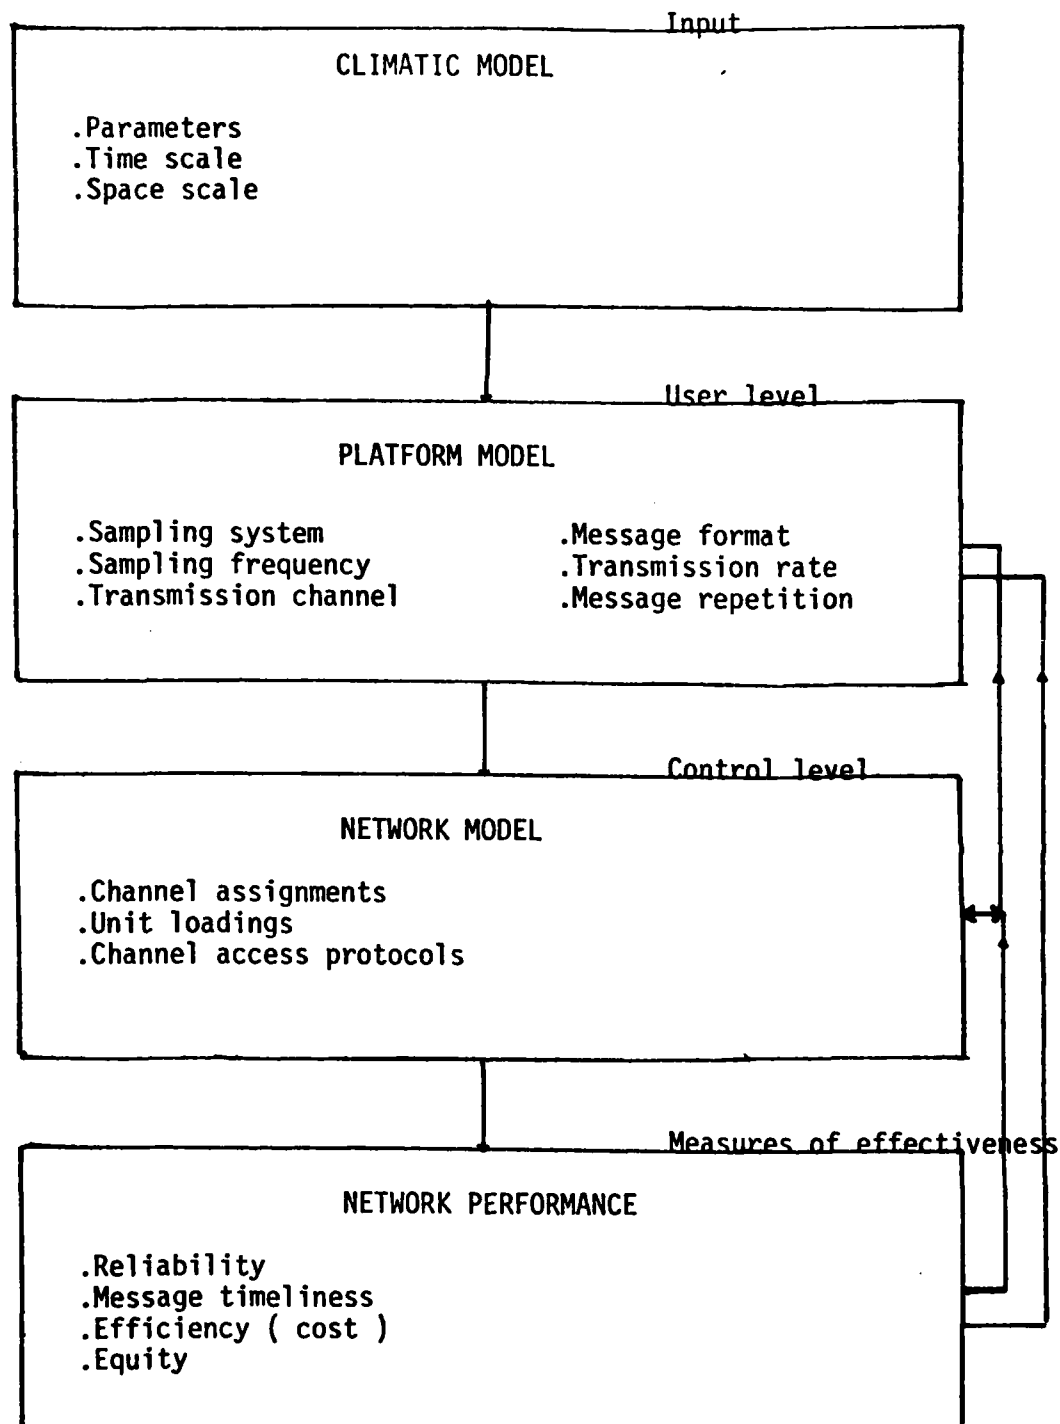 Input
CLIMATIC MODEL
.Parameters
.Time scale
.Space scale
User level
PLATFORM MODEL
.Sampling system
.Sampling frequency
.Transmission channel
.Message format
.Transmission rate
.Message repetition
Control level
NETWORK MODEL
.Channel assignments
.Unit loadings
.Channel access protocols
Measures of effectiveness
NETWORK PERFORMANCE
.Reliability
.Message timeliness
.Efficiency ( cost )
.Equity